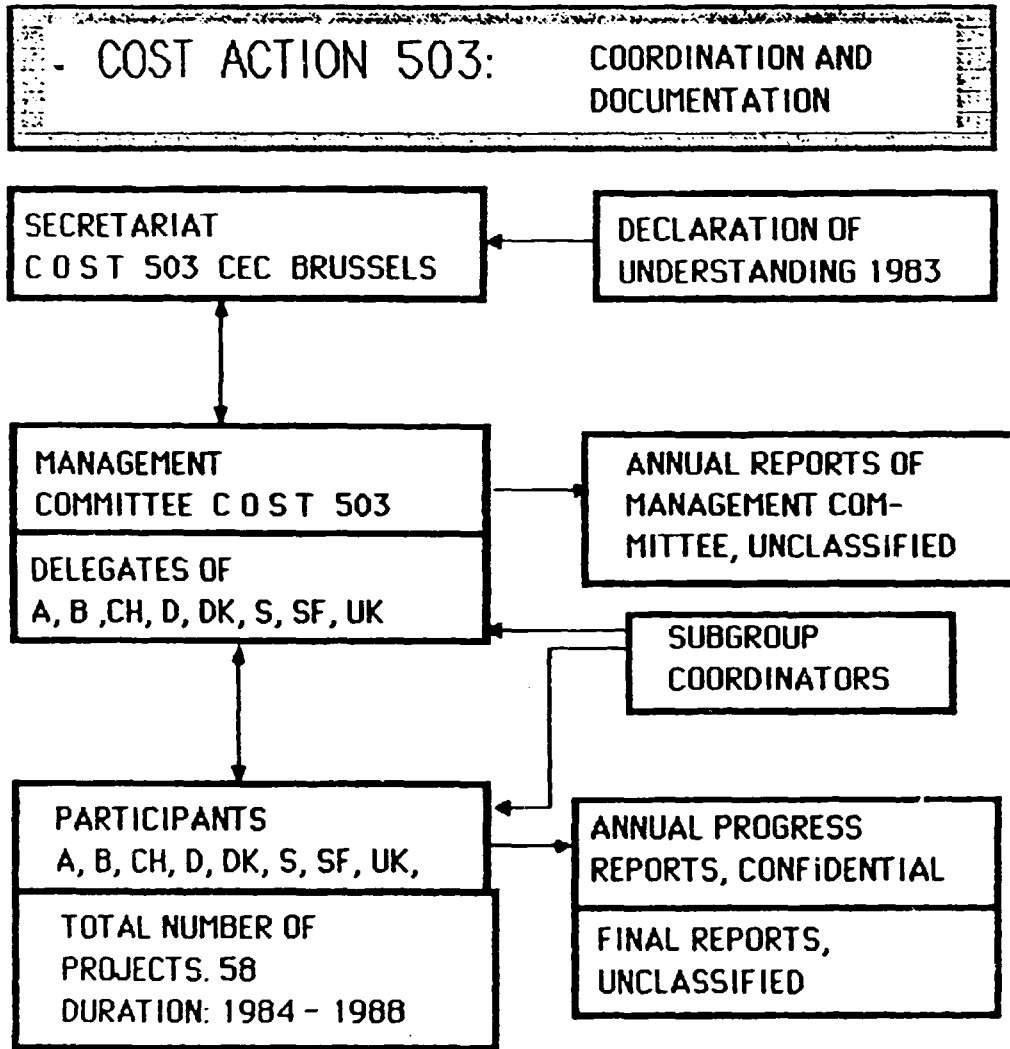 - COST ACTION 503:
COORDINATION AND
DOCUMENTATION
SECRETARIAT
C O S T 503 CEC BRUSSELS
DECLARATION OF
UNDERSTANDING 1983
MANAGEMENT
COMMITTEE C O S T 503
DELEGATES OF
A, B ,CH, D, DK, S, SF, UK
ANNUAL REPORTS OF
MANAGEMENT COM-
MITTEE, UNCLASSIFIED
SUBGROUP
COORDINATORS
PARTICIPANTS
A, B, CH, D, DK, S, SF, UK,
TOTAL NUMBER OF
PROJECTS. 58
DURATION: 1984 - 1988
ANNUAL PROGRESS
REPORTS, CONFiDENTIAL
FINAL REPORTS,
UNCLASSIFIED